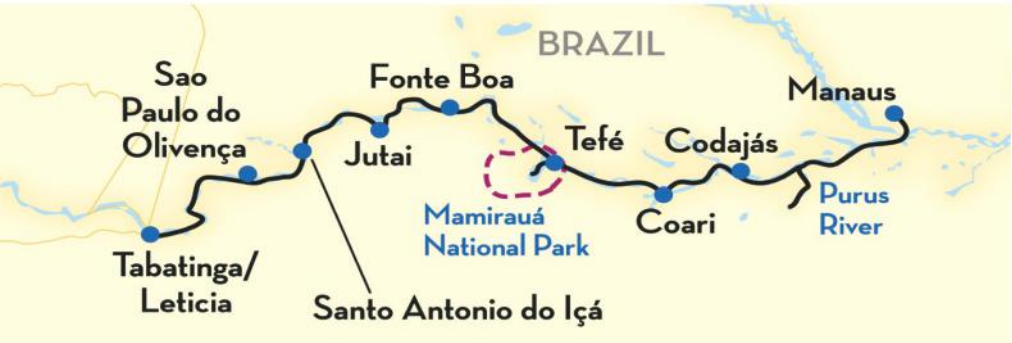 BRAZIL
Sao
Paulo do
Olivença
Fonte Boa
Manaus
Jutai
Tefé
Codajás
Mamirauá
National Park
Coari
Purus
River
Tabatinga/
Leticia
Santo Antonio do Içá